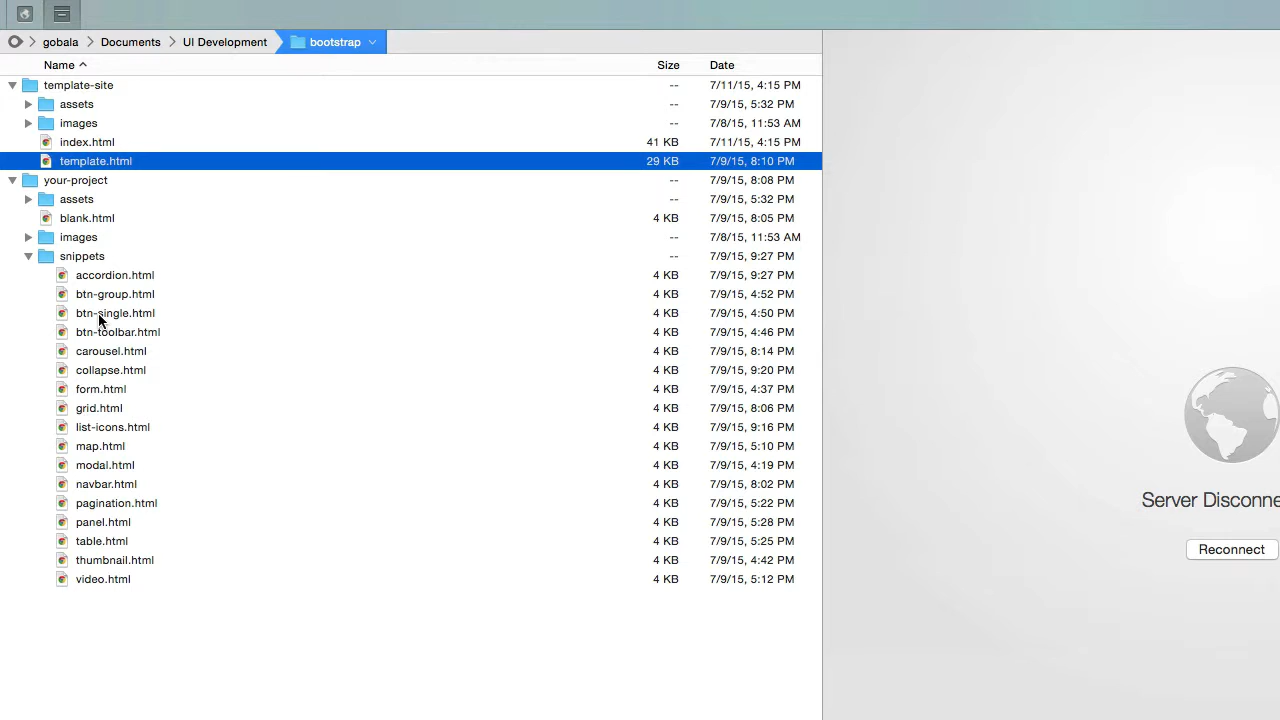 gobala Documents UI Development bootstrap
Name Size Date
template-site -- 7/11/15, 4:15 PM
assets -- 7/9/15, 5:32 PM
images -- 7/8/15, 11:53 AM
index.html 41 KB 7/11/15, 4:15 PM
template.html 29 KB 7/9/15, 8:10 PM
your-project -- 7/9/15, 8:08 PM
assets -- 7/9/15, 5:32 PM
blank.html 4 KB 7/9/15, 8:05 PM
images -- 7/8/15, 11:53 AM
snippets -- 7/9/15, 9:27 PM
accordion.html 4 KB 7/9/15, 9:27 PM
btn-group.html 4 KB 7/9/15, 4:52 PM
btn-single.html 4 KB 7/9/15, 4:50 PM
btn-toolbar.html 4 KB 7/9/15, 4:46 PM
carousel.html 4 KB 7/9/15, 8:14 PM
collapse.html 4 KB 7/9/15, 9:20 PM
form.html 4 KB 7/9/15, 4:37 PM
grid.html 4 KB 7/9/15, 8:06 PM
list-icons.html 4 KB 7/9/15, 9:16 PM
map.html 4 KB 7/9/15, 5:10 PM
modal.html 4 KB 7/9/15, 4:19 PM
navbar.html 4 KB 7/9/15, 8:02 PM
pagination.html 4 KB 7/9/15, 5:22 PM
panel.html 4 KB 7/9/15, 5:28 PM
table.html 4 KB 7/9/15, 5:25 PM
thumbnail.html 4 KB 7/9/15, 4:42 PM
video.html 4 KB 7/9/15, 5:12 PM
Server Disconne
Reconnect